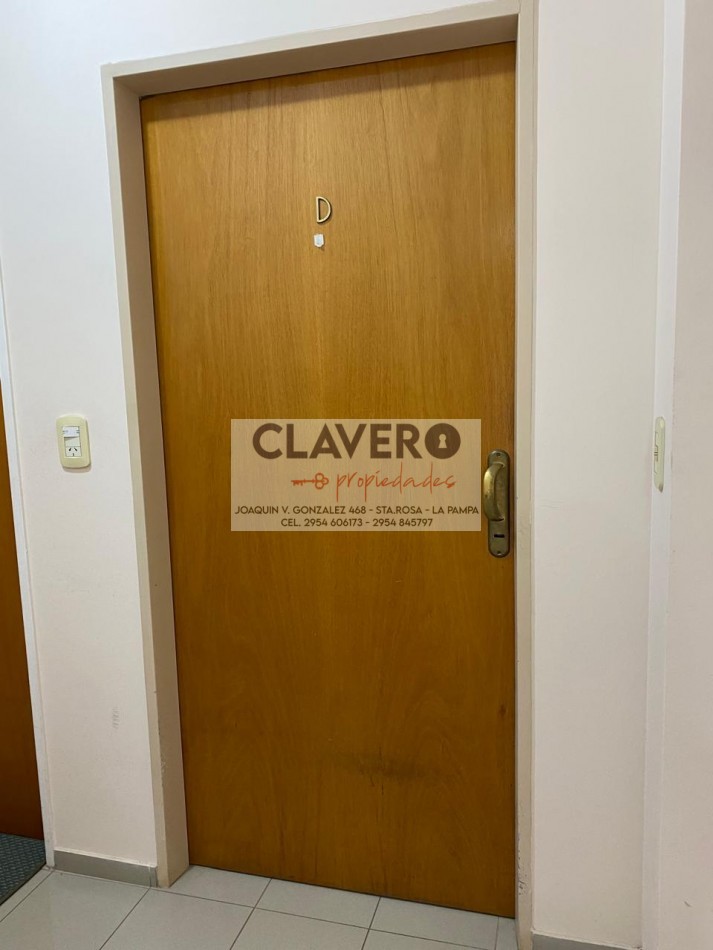 D
CLAVERO
propiedades
JOAQUIN V. GONZALEZ 468 - STA.ROSA - LA PAMPA
CEL. 2954 606173 - 2954 845797